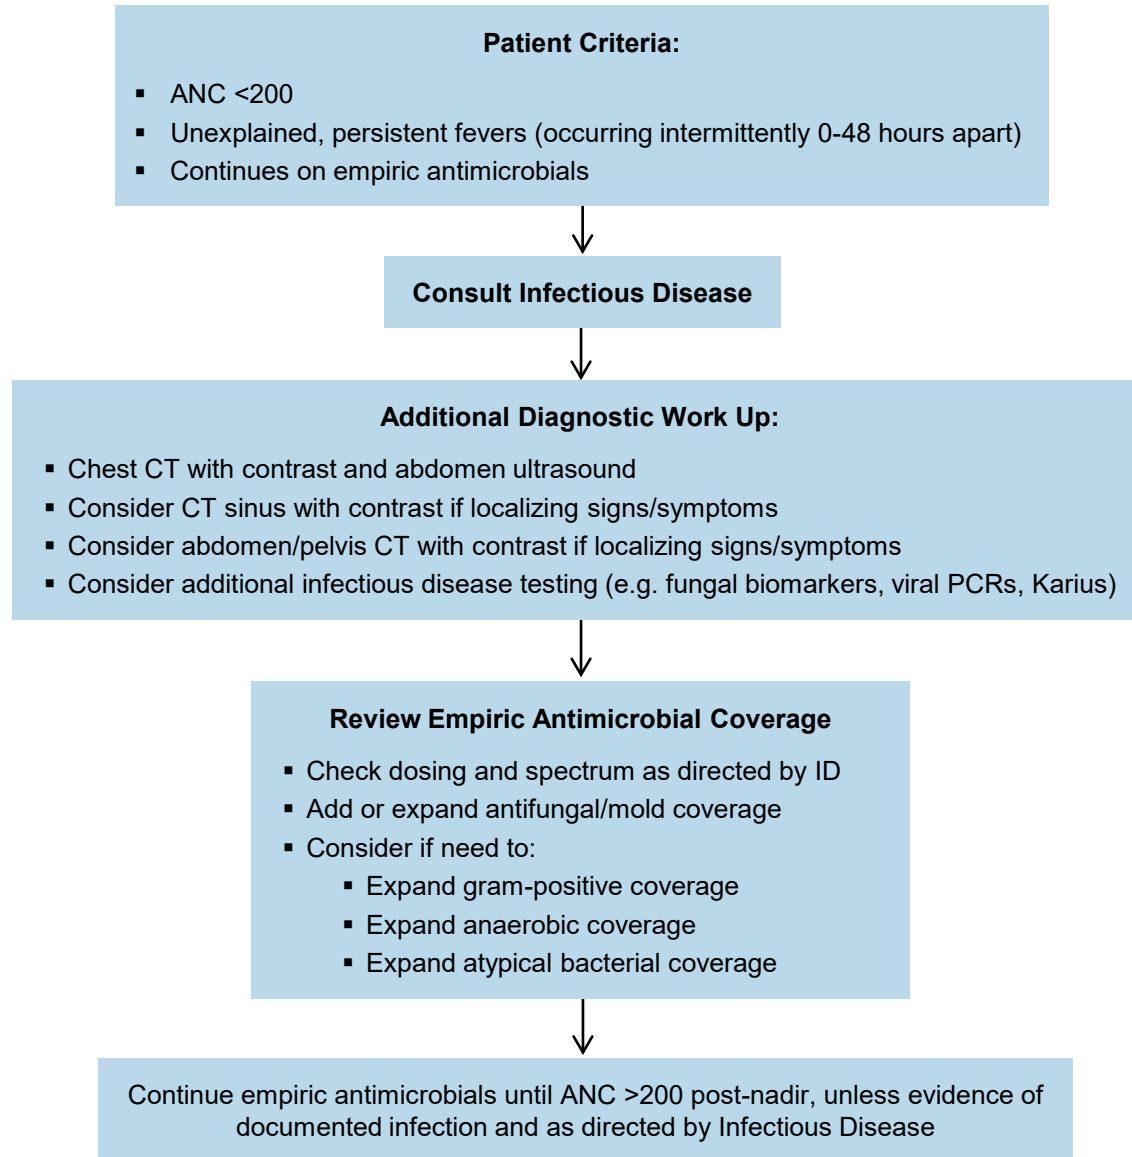 Patient Criteria:
▪ ANC <200
▪ Unexplained, persistent fevers (occurring intermittently 0-48 hours apart)
▪ Continues on empiric antimicrobials
Consult Infectious Disease
Additional Diagnostic Work Up:
▪ Chest CT with contrast and abdomen ultrasound
▪ Consider CT sinus with contrast if localizing signs/symptoms
▪ Consider abdomen/pelvis CT with contrast if localizing signs/symptoms
▪ Consider additional infectious disease testing (e.g. fungal biomarkers, viral PCRs, Karius)
Review Empiric Antimicrobial Coverage
▪ Check dosing and spectrum as directed by ID
▪ Add or expand antifungal/mold coverage
▪ Consider if need to:
▪ Expand gram-positive coverage
▪ Expand anaerobic coverage
▪ Expand atypical bacterial coverage
Continue empiric antimicrobials until ANC >200 post-nadir, unless evidence of
documented infection and as directed by Infectious Disease